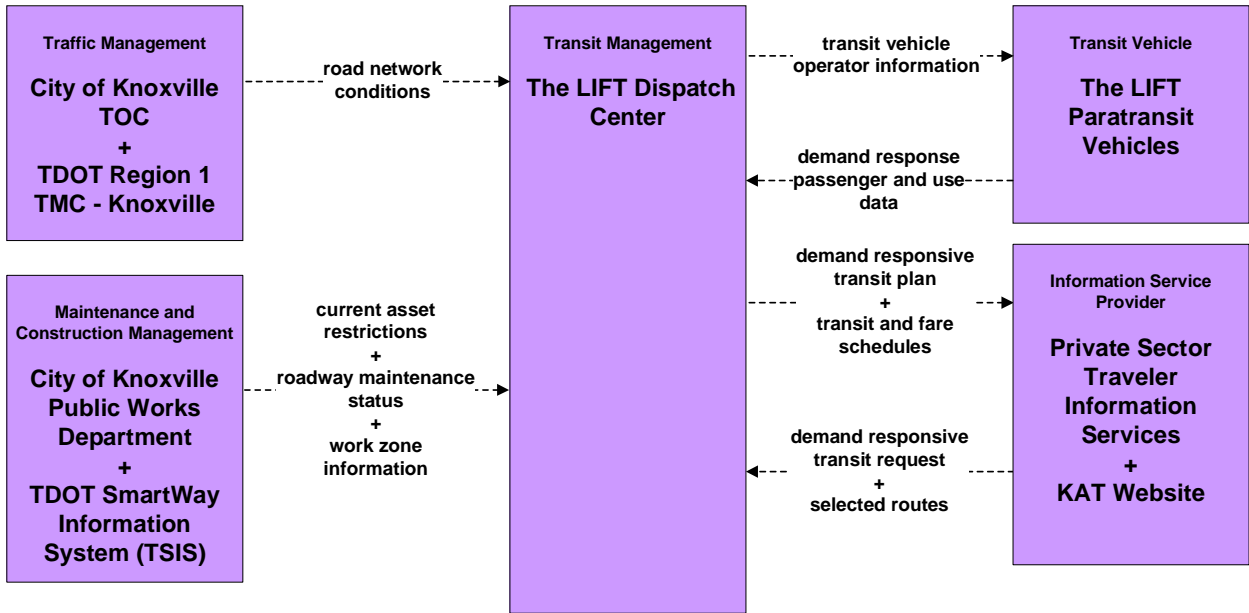 Traffic Management
City of Knoxville
TOC
+
TDOT Region 1
TMC - Knoxville
road network
conditions
Maintenance and
Construction Management
City of Knoxville
Public Works
Department
+
TDOT SmartWay
Information
System (TSIS)
current asset
restrictions
+
roadway maintenance
status
+
work zone
information
Transit Management
The LIFT Dispatch
Center
transit vehicle
operator information
demand response
passenger and use
data
Transit Vehicle
The LIFT
Paratransit
Vehicles
demand responsive
transit plan
+
transit and fare
schedules
demand responsive
transit request
+
selected routes
Information Service
Provider
Private Sector
Traveler
Information
Services
+
KAT Website